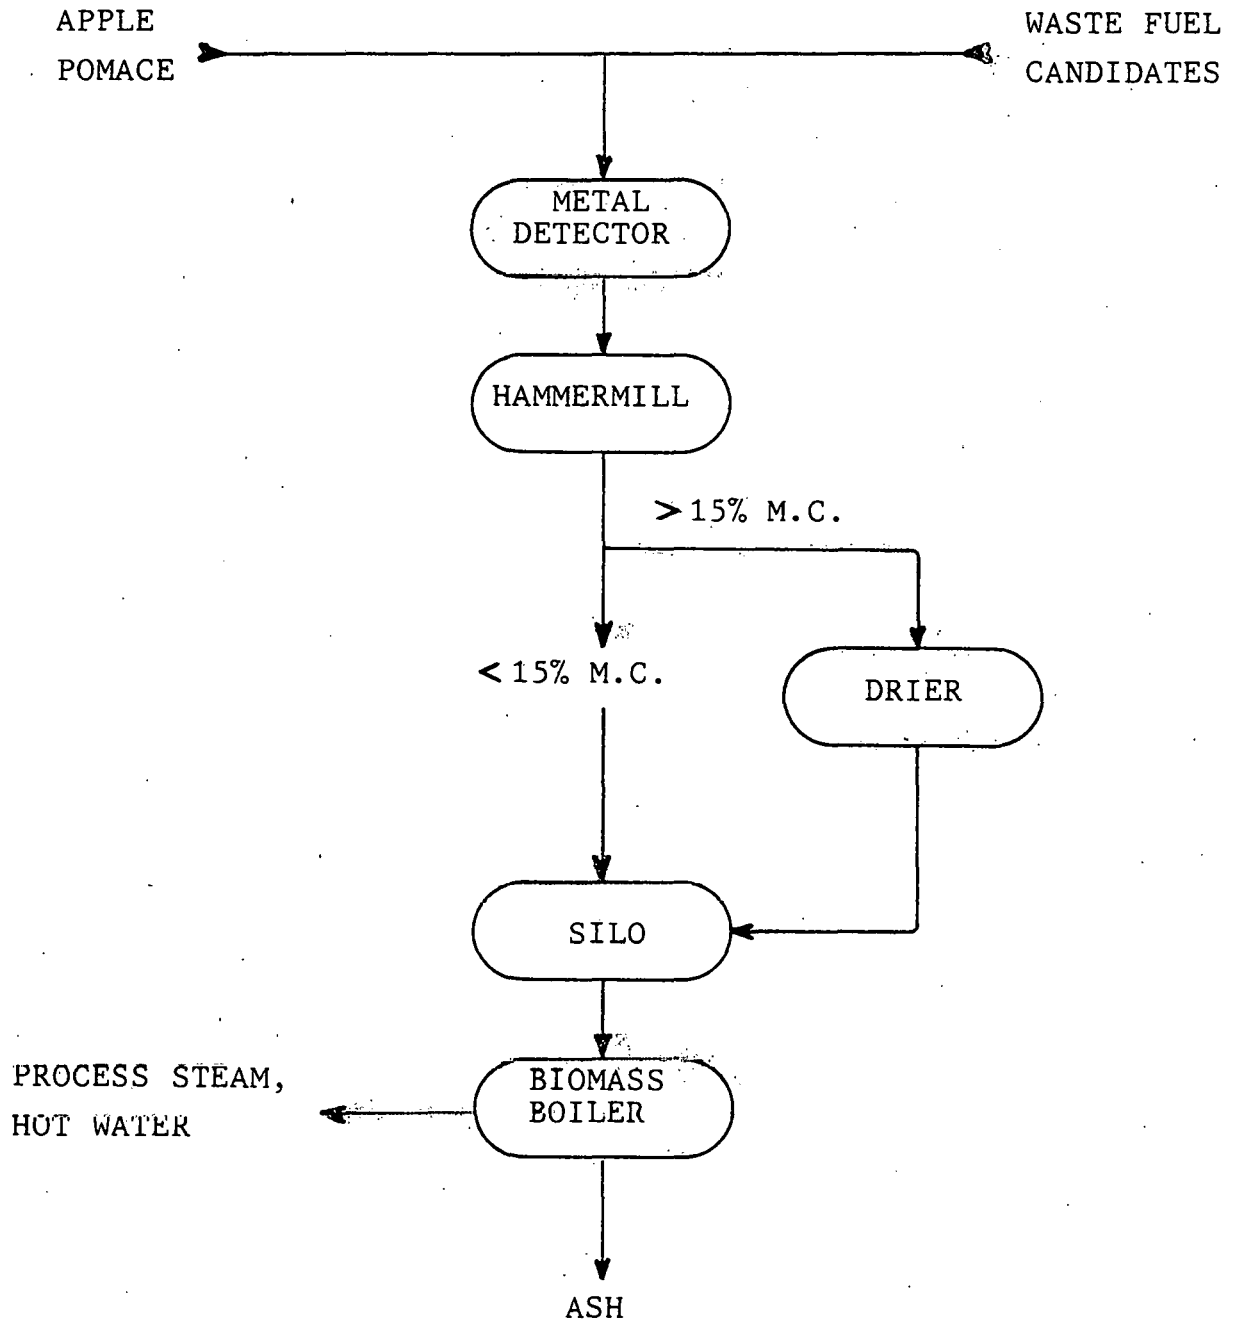 APPLE
POMACE
WASTE FUEL
CANDIDATES
METAL
DETECTOR
HAMMERMILL
>15% M.C.
<15% M.C.
DRIER
SILO
BIOMASS
BOILER
PROCESS STEAM,
HOT WATER
ASH